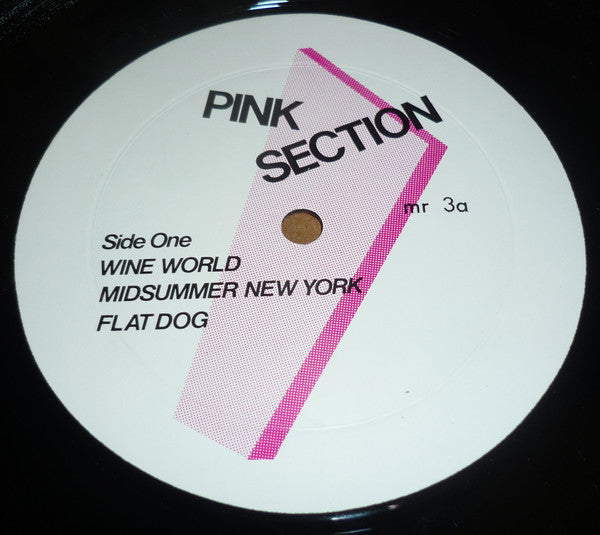 PINK
SECTION
mr 3a
Side One
WINE WORLD
MIDSUMMER NEW YORK
FLAT DOG